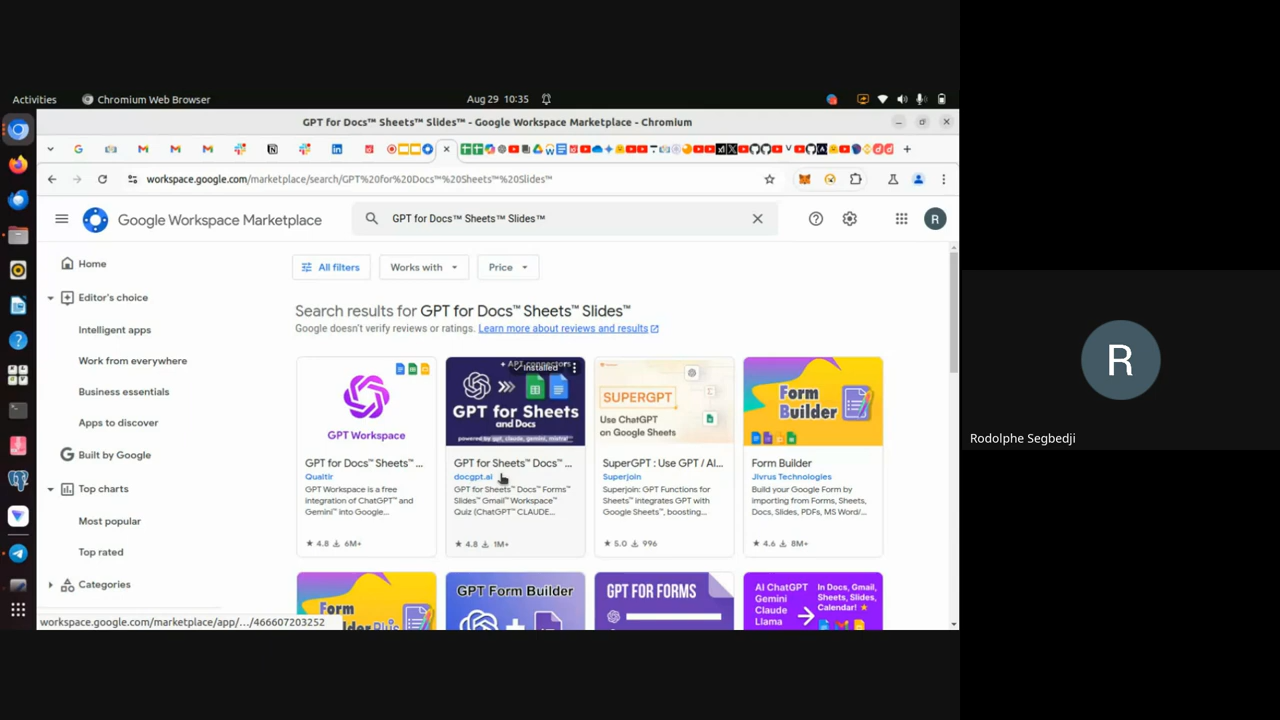 Activities
Chromium Web Browser
Aug 29 10:35
GPT for Docs™ Sheets™ Slides™ - Google Workspace Marketplace - Chromium
workspace.google.com/marketplace/search/GPT%20for%20Docs™%20Sheets™%20Slides™
Google Workspace Marketplace
GPT for Docs™ Sheets™ Slides™
R
Home
Editor's choice
Intelligent apps
Work from everywhere
Business essentials
Apps to discover
Built by Google
Top charts
Most popular
Top rated
Categories
All filters
Works with
Price
Search results for GPT for Docs™ Sheets™ Slides™
Google doesn't verify reviews or ratings. Learn more about reviews and results
GPT Workspace
GPT for Docs™ Sheets™ ...
Qualtir
GPT Workspace is a free
integration of ChatGPT™ and
Gemini™ into Google...
4.8 6M+
+ API connectors
Installed
GPT for Sheets
and Docs
powered by gpt, claude, gemini, mixtral
GPT for Sheets™ Docs™ ...
docgpt.ai
GPT for Sheets™ Docs™ Forms™
Slides™ Gmail™ Workspace™
Quiz (ChatGPT™ CLAUDE...
4.8 1M+
SUPERGPT
Use ChatGPT
on Google Sheets
SuperGPT : Use GPT / AI...
Superjoin
Superjoin: GPT Functions for
Sheets™ integrates GPT with
Google Sheets™, boosting...
5.0 996
Form
Builder
Form Builder
Jivrus Technologies
Build your Google Form by
importing from Forms, Sheets,
Docs, Slides, PDFs, MS Word/...
4.6 8M+
Form
GPT Form Builder
GPT FOR FORMS
AI ChatGPT
Gemini
Claude
Llama
In Docs, Gmail,
Sheets, Slides,
Calendar!
workspace.google.com/marketplace/app/.../466607203252
R
Rodolphe Segbedji